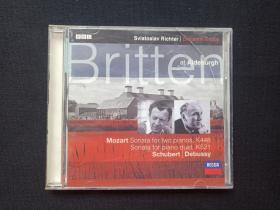 BBC
Sviatoslav Richter | Benjamin Britten
Britten
at Aldeburgh
Mozart Sonata for two pianos, K448
Sonata for piano duet, K521
Schubert | Debussy
DECCA